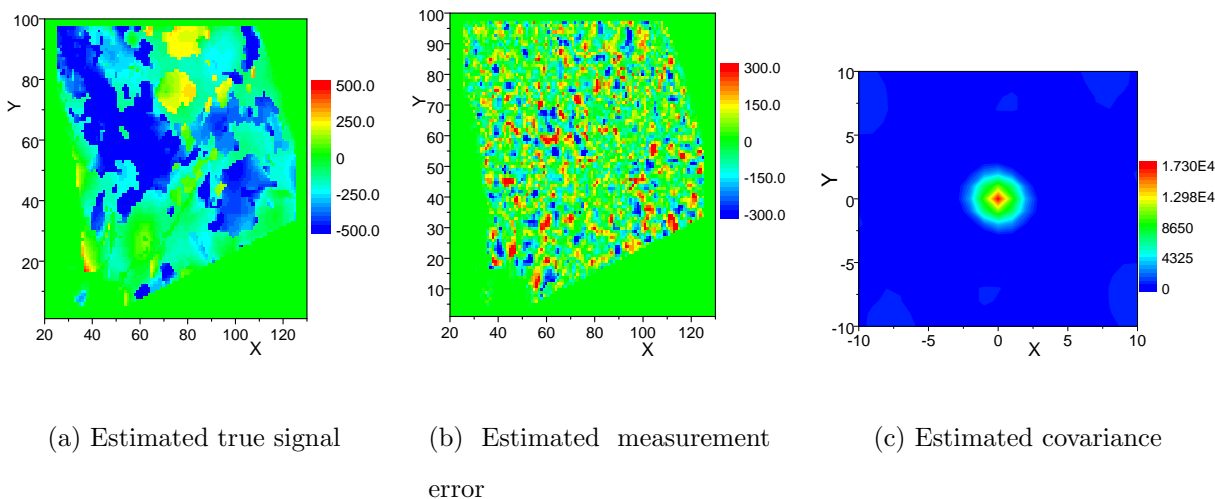 100
80
60
40
20
Y
20 40 60 80 100 120
X
500.0
250.0
0
-250.0
-500.0
100
90
80
70
60
50
40
30
20
10
Y
20 40 60 80 100 120
X
300.0
150.0
0
-150.0
-300.0
10
5
0
-5
-10
Y
-10 -5 0 5 10
X
1.730E4
1.298E4
8650
4325
0
(a) Estimated true signal
(b) Estimated measurement
error
(c) Estimated covariance